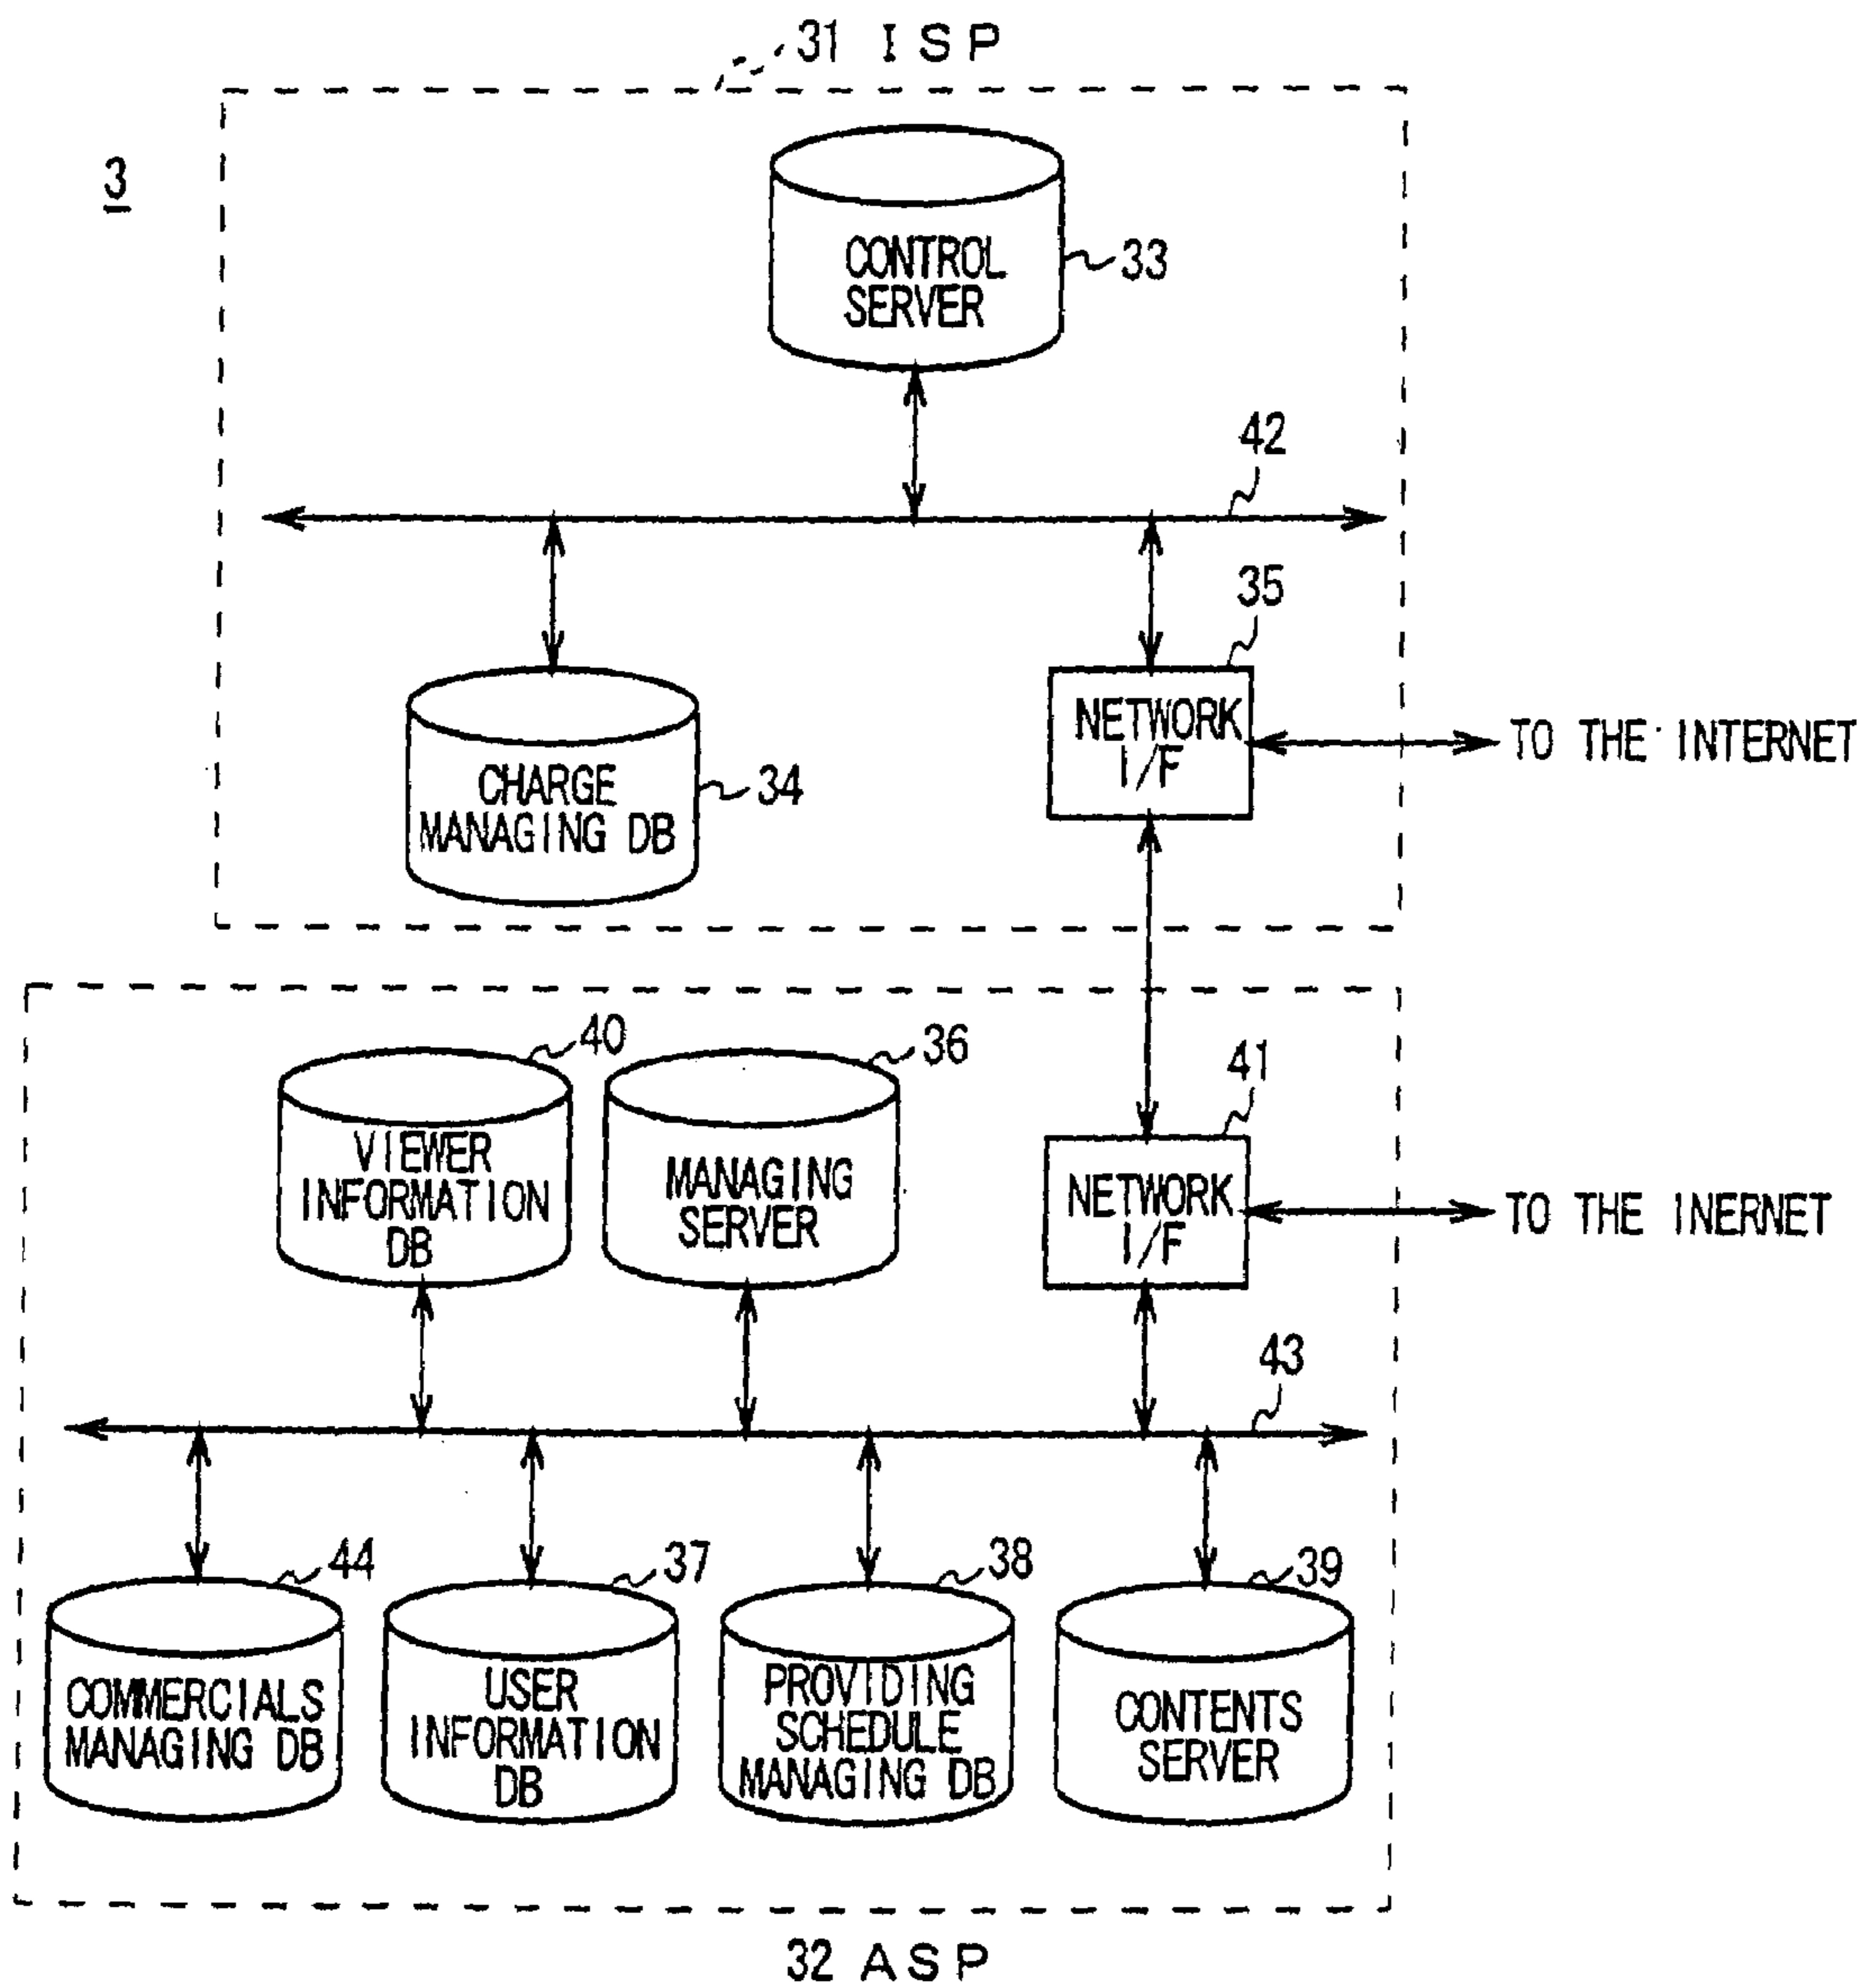 31 ISP
3
CONTROL
SERVER
33
42
35
NETWORK
I/F
TO THE INTERNET
CHARGE
MANAGING DB
34
40
36
41
VIEWER
INFORMATION
DB
MANAGING
SERVER
NETWORK
I/F
TO THE INERNET
43
44
37
38
39
COMMERCIALS
MANAGING DB
USER
INFORMATION
DB
PROVIDING
SCHEDULE
MANAGING DB
CONTENTS
SERVER
32 ASP